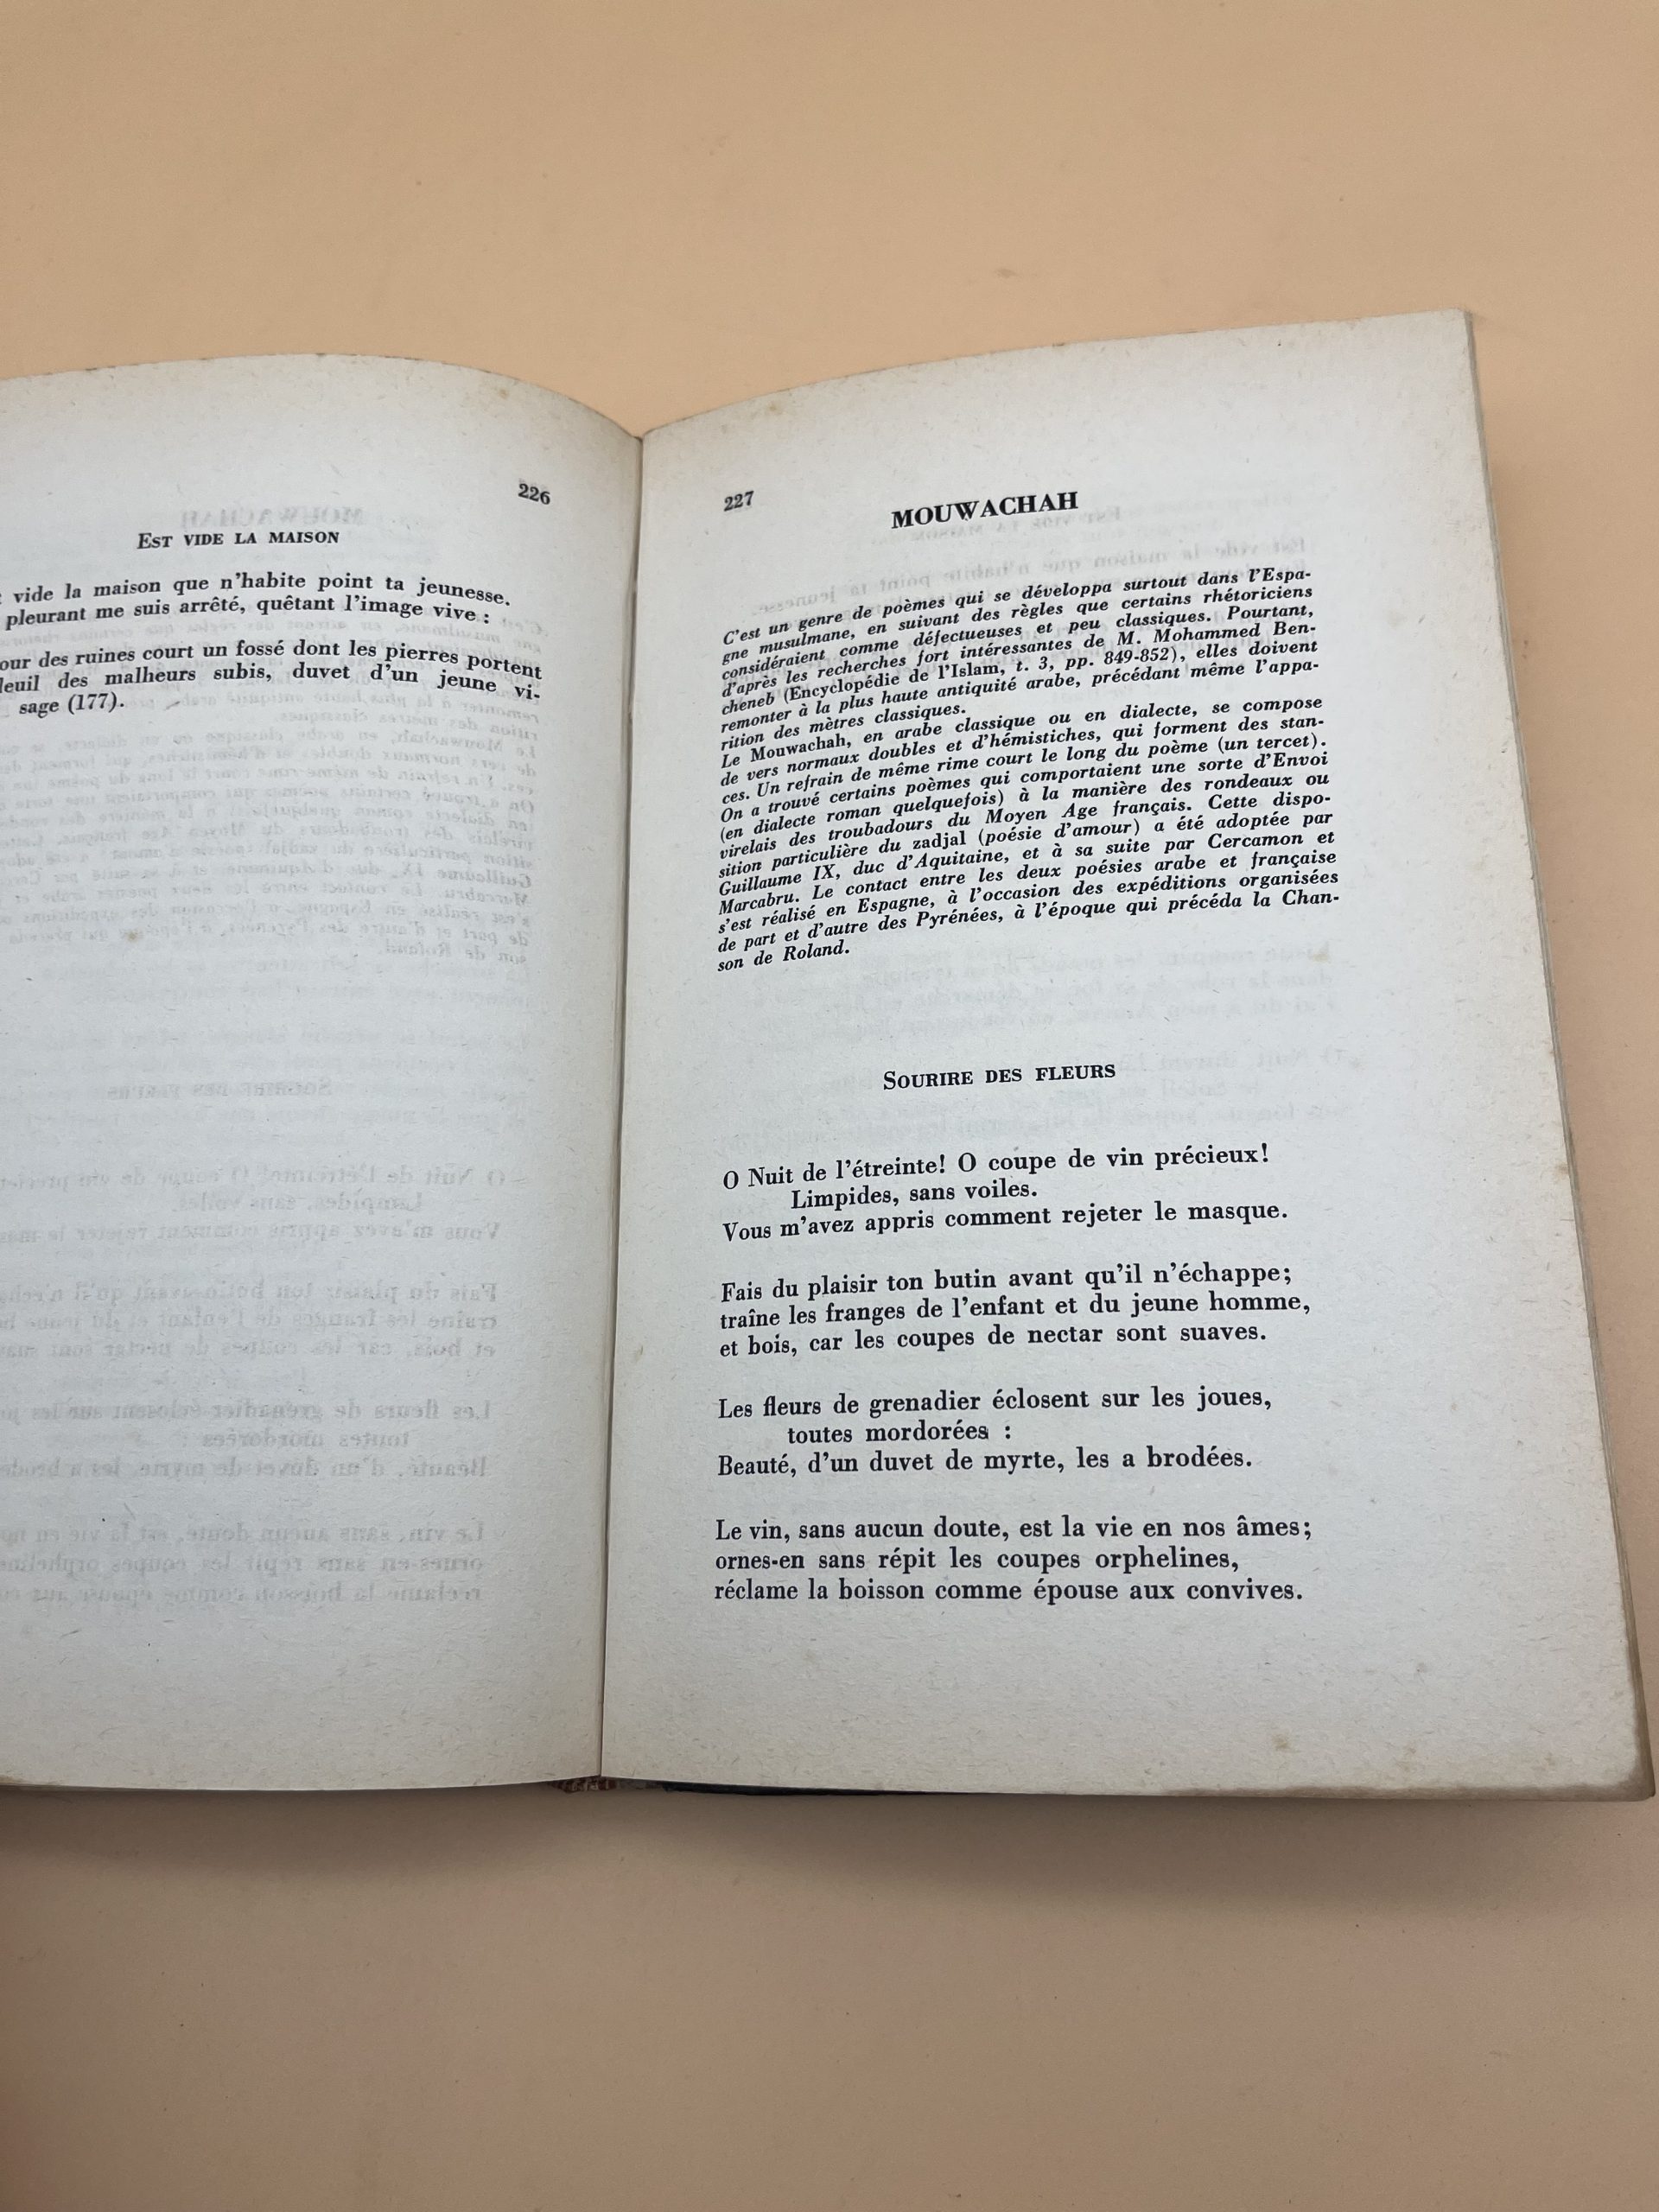 226
EST VIDE LA MAISON
vide la maison que n'habite point ta jeunesse.
pleurant me suis arrêté, quêtant l'image vive :
our des ruines court un fossé dont les pierres portent
deuil des malheurs subis, duvet d'un jeune vi-
sage (177).
227
MOUWACHAH
C'est un genre de poèmes qui se développa surtout dans l'Espa-
gne musulmane, en suivant des règles que certains rhétoriciens
considéraient comme défectueuses et peu classiques. Pourtant,
d'après les recherches fort intéressantes de M. Mohammed Ben-
cheneb (Encyclopédie de l'Islam, t. 3, pp. 849-852), elles doivent
remonter à la plus haute antiquité arabe, précédant même l'appa-
rition des mètres classiques.
Le Mouwachah, en arabe classique ou en dialecte, se compose
de vers normaux doubles et d'hémistiches, qui forment des stan-
ces. Un refrain de même rime court le long du poème (un tercet).
On a trouvé certains poèmes qui comportaient une sorte d'Envoi
(en dialecte roman quelquefois) à la manière des rondeaux ou
virelais des troubadours du Moyen Age français. Cette dispo-
sition particulière du zadjal (poésie d'amour) a été adoptée par
Guillaume IX, duc d'Aquitaine, et à sa suite par Cercamon et
Marcabru. Le contact entre les deux poésies arabe et française
s'est réalisé en Espagne, à l'occasion des expéditions organisées
de part et d'autre des Pyrénées, à l'époque qui précéda la Chan-
son de Roland.
SOURIRE DES FLEURS
O Nuit de l'étreinte! O coupe de vin précieux!
Limpides, sans voiles.
Vous m'avez appris comment rejeter le masque.
Fais du plaisir ton butin avant qu'il n'échappe;
traîne les franges de l'enfant et du jeune homme,
et bois, car les coupes de nectar sont suaves.
Les fleurs de grenadier éclosent sur les joues,
toutes mordorées :
Beauté, d'un duvet de myrte, les a brodées.
Le vin, sans aucun doute, est la vie en nos âmes;
ornes-en sans répit les coupes orphelines,
réclame la boisson comme épouse aux convives.